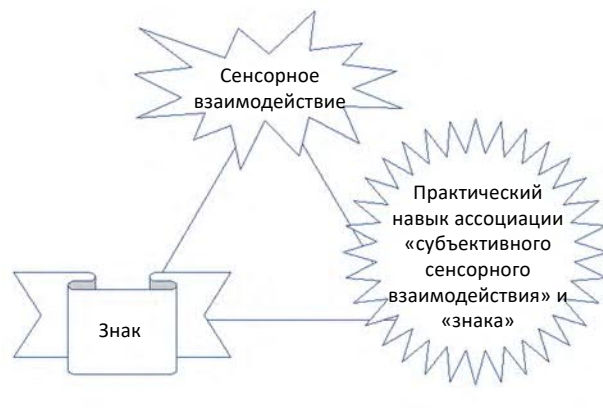 Сенсорное
взаимодействие
Практический
навык ассоциации
«субъективного
сенсорного
взаимодействия» и
«знака»
Знак